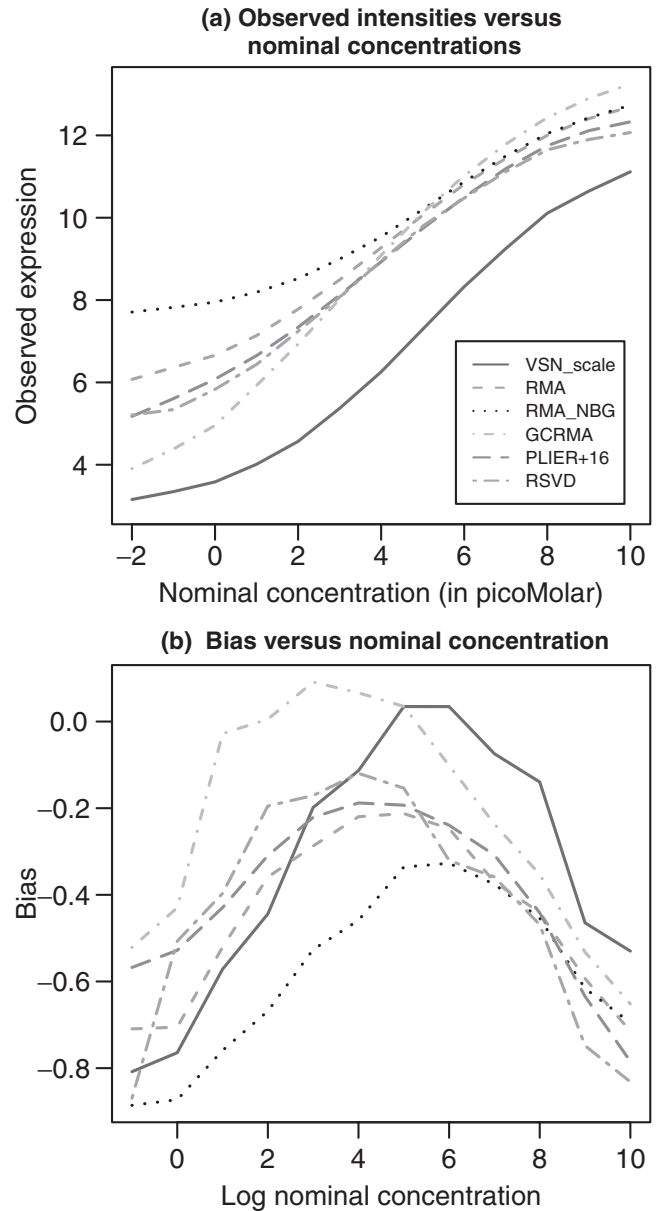 (a) Observed intensities versus
nominal concentrations
Observed expression
12
10
8
6
4
VSN_scale
RMA
RMA_NBG
GCRMA
PLIER+16
RSVD
−2 0 2 4 6 8 10
Nominal concentration (in picoMolar)
(b) Bias versus nominal concentration
Bias
0.0
−0.2
−0.4
−0.6
−0.8
0 2 4 6 8 10
Log nominal concentration